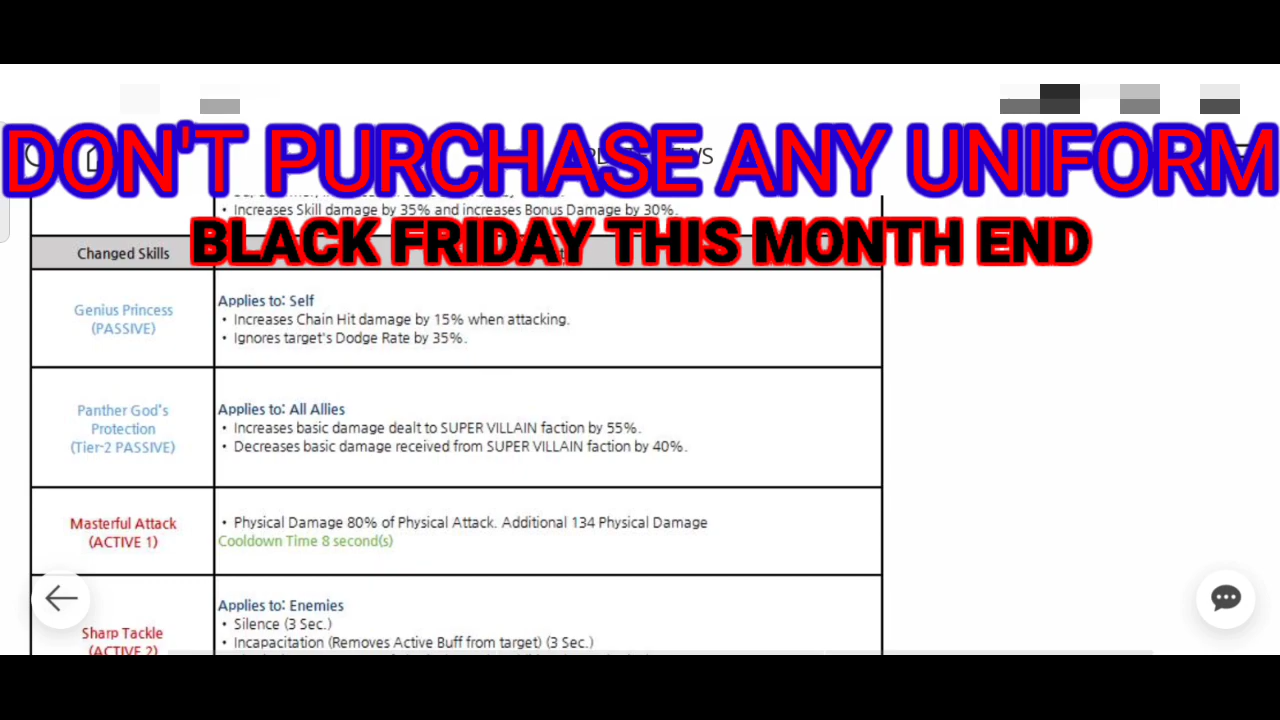 DON'T PURCHASE ANY UNIFORM
• Increases Skill damage by 35% and increases Bonus Damage by 30%.
BLACK FRIDAY THIS MONTH END
Changed Skills
Genius Princess
(PASSIVE)
Applies to: Self
• Increases Chain Hit damage by 15% when attacking.
• Ignores target's Dodge Rate by 35%.
Panther God's
Protection
(Tier-2 PASSIVE)
Applies to: All Allies
• Increases basic damage dealt to SUPER VILLAIN faction by 55%.
• Decreases basic damage received from SUPER VILLAIN faction by 40%.
Masterful Attack
(ACTIVE 1)
• Physical Damage 80% of Physical Attack. Additional 134 Physical Damage
Cooldown Time 8 second(s)
Sharp Tackle
(ACTIVE 2)
Applies to: Enemies
• Silence (3 Sec.)
• Incapacitation (Removes Active Buff from target) (3 Sec.)